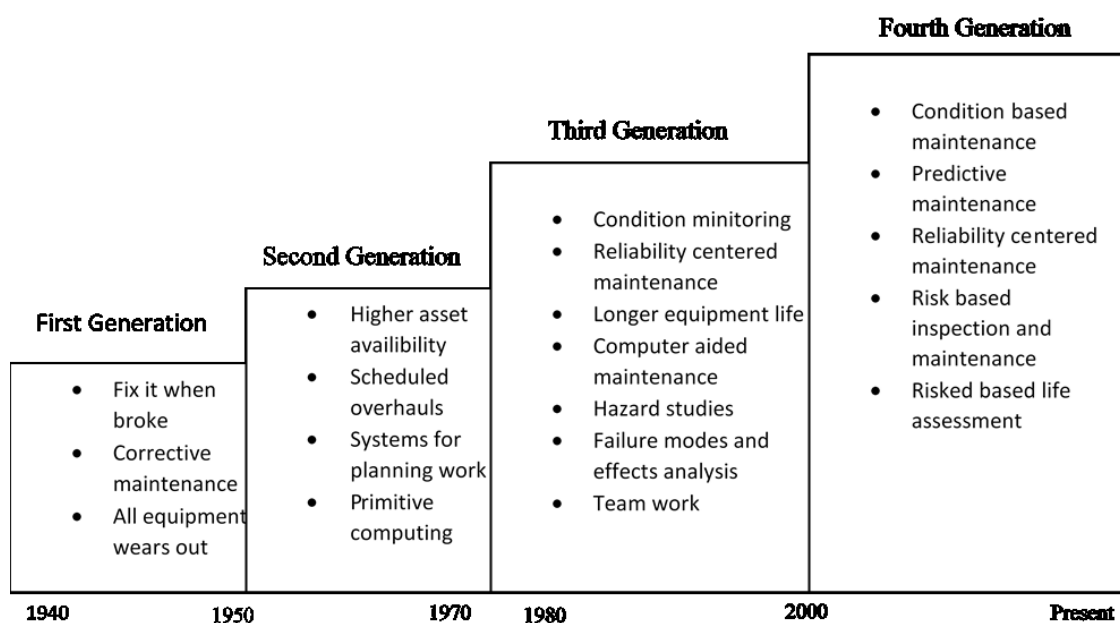 First Generation
• Fix it when
broke
• Corrective
maintenance
• All equipment
wears out
Second Generation
• Higher asset
availibility
• Scheduled
overhauls
• Systems for
planning work
• Primitive
computing
Third Generation
• Condition minitoring
• Reliability centered
maintenance
• Longer equipment life
• Computer aided
maintenance
• Hazard studies
• Failure modes and
effects analysis
• Team work
Fourth Generation
• Condition based
maintenance
• Predictive
maintenance
• Reliability centered
maintenance
• Risk based
inspection and
maintenance
• Risked based life
assessment
1940 1950 1970 1980 2000 Present